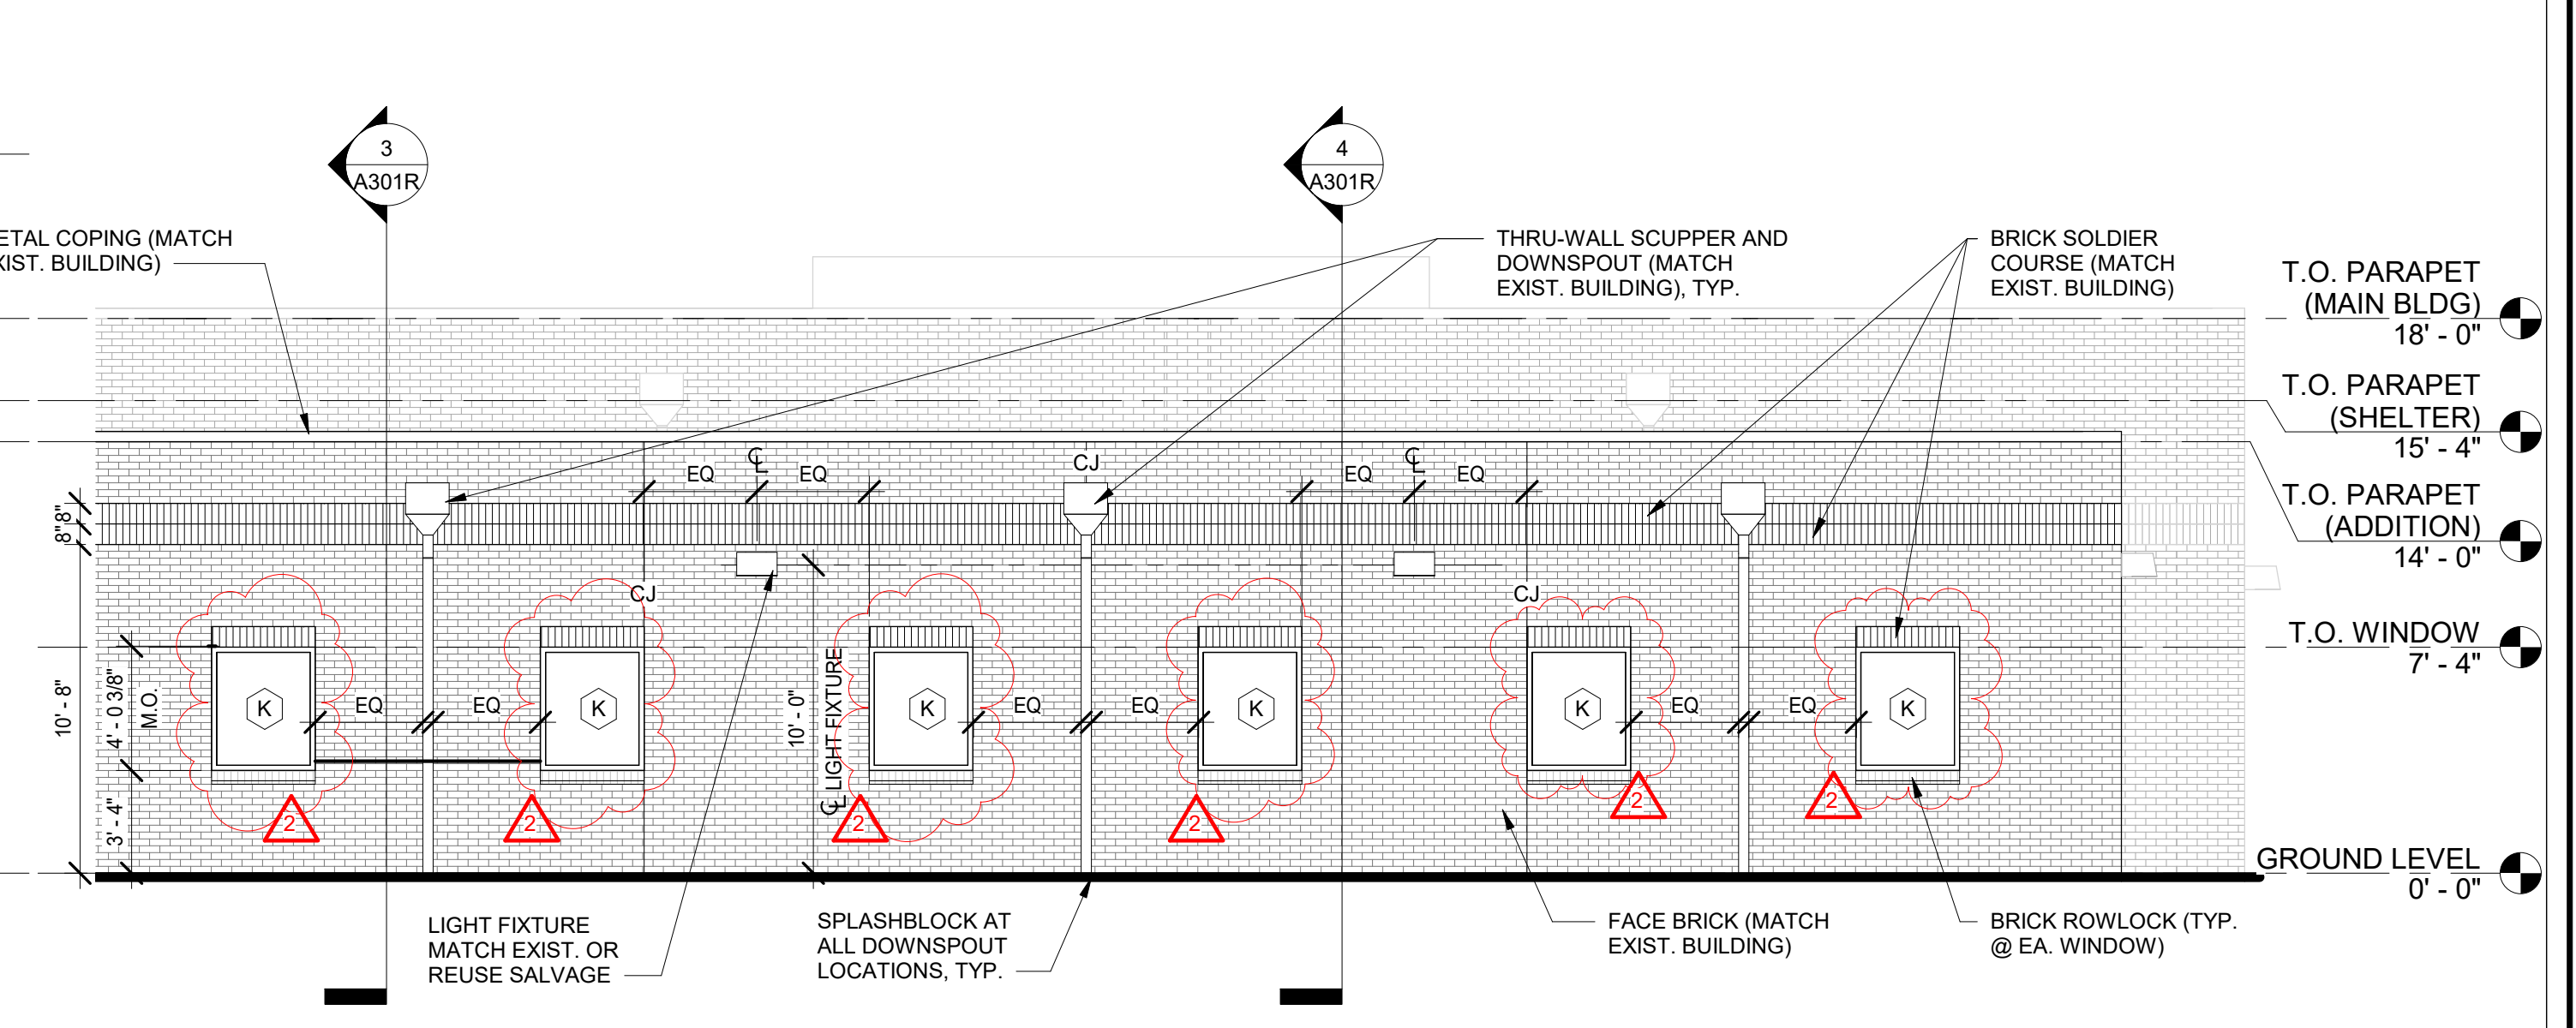 3
A301R
4
A301R
ETAL COPING (MATCH
XIST. BUILDING)
THRU-WALL SCUPPER AND
DOWNSPOUT (MATCH
EXIST. BUILDING), TYP.
BRICK SOLDIER
COURSE (MATCH
EXIST. BUILDING)
T.O. PARAPET
(MAIN BLDG)
18' - 0"
T.O. PARAPET
(SHELTER)
15' - 4"
T.O. PARAPET
(ADDITION)
14' - 0"
T.O. WINDOW
7' - 4"
GROUND LEVEL
0' - 0"
EQ
℄
EQ
CJ
EQ
℄
EQ
8"
8"
CJ
CJ
10' - 8"
3' - 4"
4' - 0 3/8"
M.O.
10' - 0"
℄ LIGHT FIXTURE
K
EQ
EQ
K
K
EQ
EQ
K
K
EQ
EQ
K
2
2
2
2
2
2
LIGHT FIXTURE
MATCH EXIST. OR
REUSE SALVAGE
SPLASHBLOCK AT
ALL DOWNSPOUT
LOCATIONS, TYP.
FACE BRICK (MATCH
EXIST. BUILDING)
BRICK ROWLOCK (TYP.
@ EA. WINDOW)